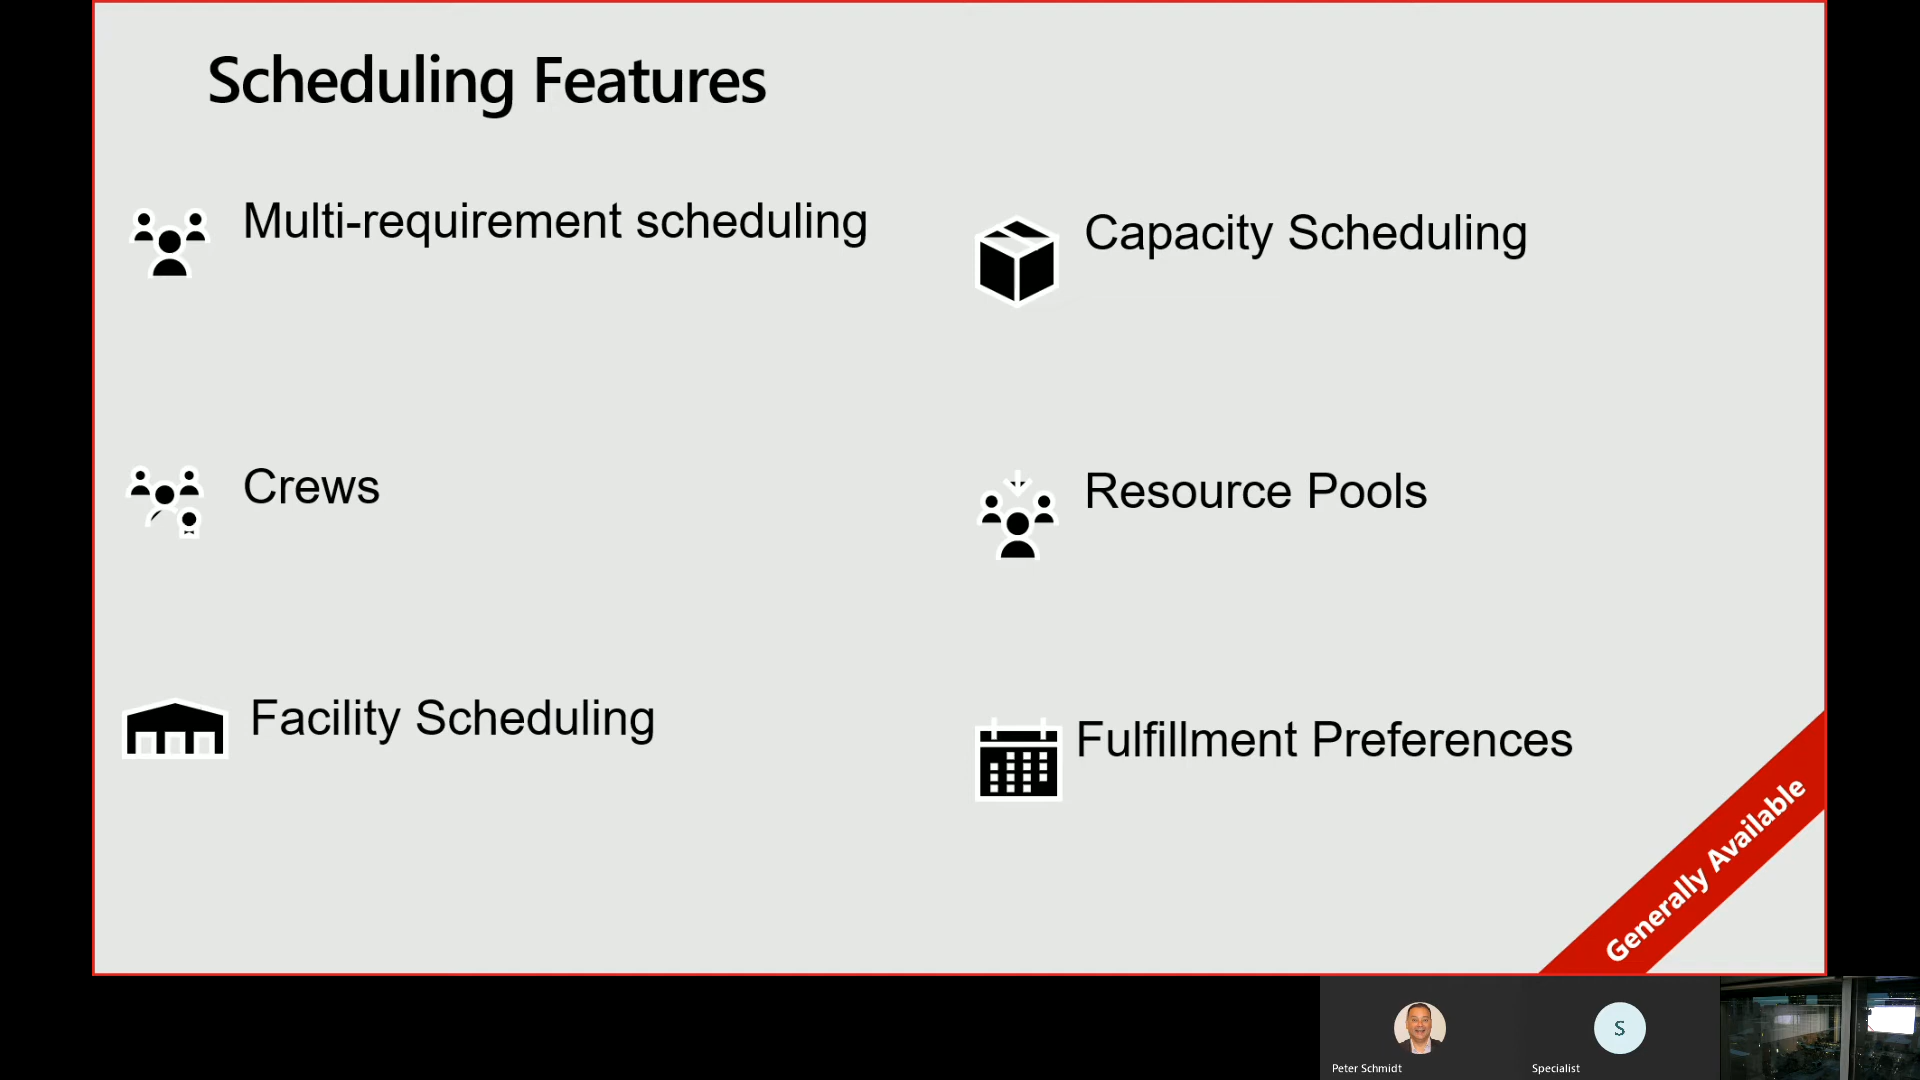 Scheduling Features
Multi-requirement scheduling
Capacity Scheduling
Crews
Resource Pools
Facility Scheduling
Fulfillment Preferences
Generally Available
S
Peter Schmidt
Specialist